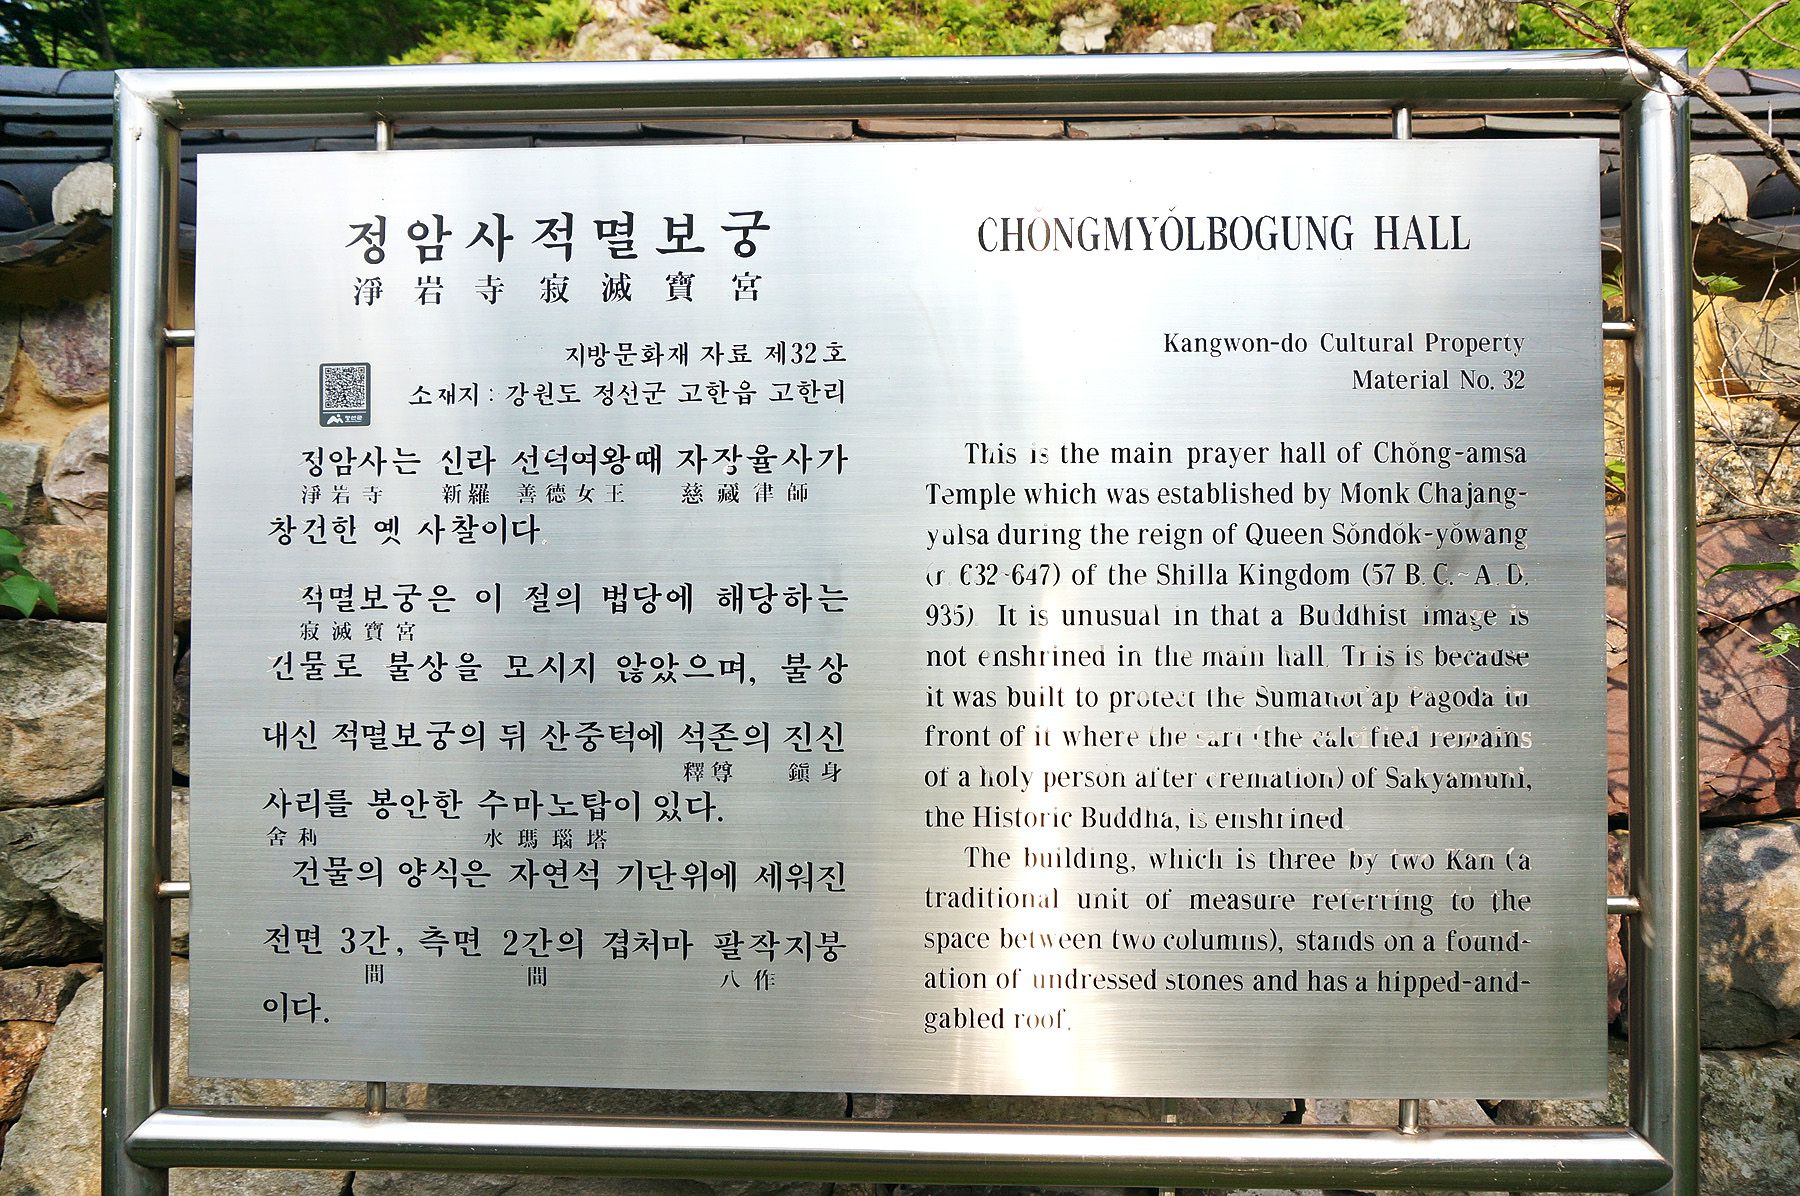 정암사적멸보궁
淨岩寺寂滅寶宮
지방문화재 자료 제32호
소재지 : 강원도 정선군 고한읍 고한리
정선군
정암사는 신라 선덕여왕때 자장율사가
淨岩寺 新羅 善德女王 慈藏律師
창건한 옛 사찰이다.
적멸보궁은 이 절의 법당에 해당하는
寂滅寶宮
건물로 불상을 모시지 않았으며, 불상
대신 적멸보궁의 뒤 산중턱에 석존의 진신
釋尊 鎭身
사리를 봉안한 수마노탑이 있다.
舍利 水瑪瑙塔
건물의 양식은 자연석 기단위에 세워진
전면 3간, 측면 2간의 겹처마 팔작지붕
間 間 八作
이다.
CHŎNGMYŎLBOGUNG HALL
Kangwon-do Cultural Property
Material No. 32
This is the main prayer hall of Chŏng-amsa
Temple which was established by Monk Chajang-
yulsa during the reign of Queen Sŏndŏk-yŏwang
(r. 632~647) of the Shilla Kingdom (57 B.C.~A.D.
935). It is unusual in that a Buddhist image is
not enshrined in the main hall. This is because
it was built to protect the Sumanot'ap Pagoda in
front of it where the sari (the calcified remains
of a holy person after cremation) of Sakyamuni,
the Historic Buddha, is enshrined.
The building, which is three by two Kan (a
traditional unit of measure referring to the
space between two columns), stands on a found-
ation of undressed stones and has a hipped-and-
gabled roof.